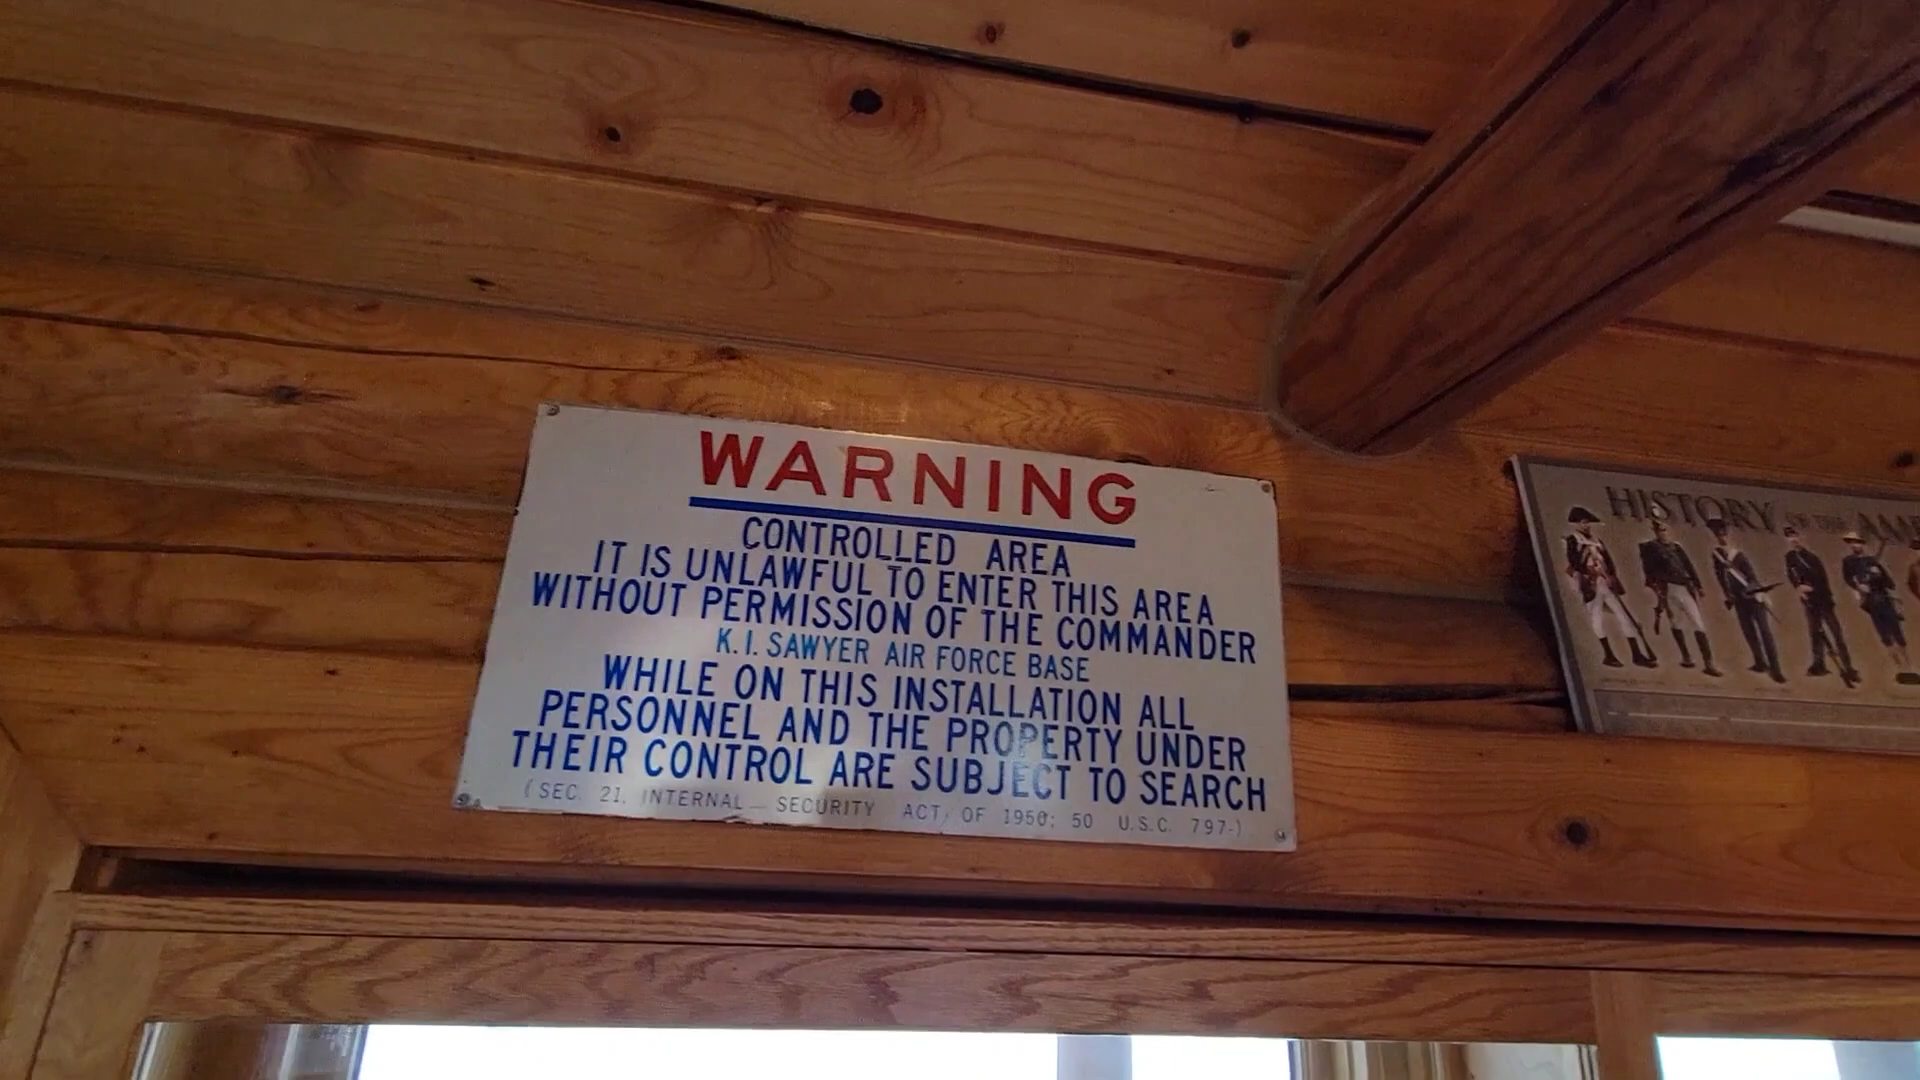 WARNING
CONTROLLED AREA
IT IS UNLAWFUL TO ENTER THIS AREA
WITHOUT PERMISSION OF THE COMMANDER
K. I. SAWYER AIR FORCE BASE
WHILE ON THIS INSTALLATION ALL
PERSONNEL AND THE PROPERTY UNDER
THEIR CONTROL ARE SUBJECT TO SEARCH
(SEC. 21, INTERNAL SECURITY ACT, OF 1950; 50 U.S.C. 797-)
HISTORY OF THE